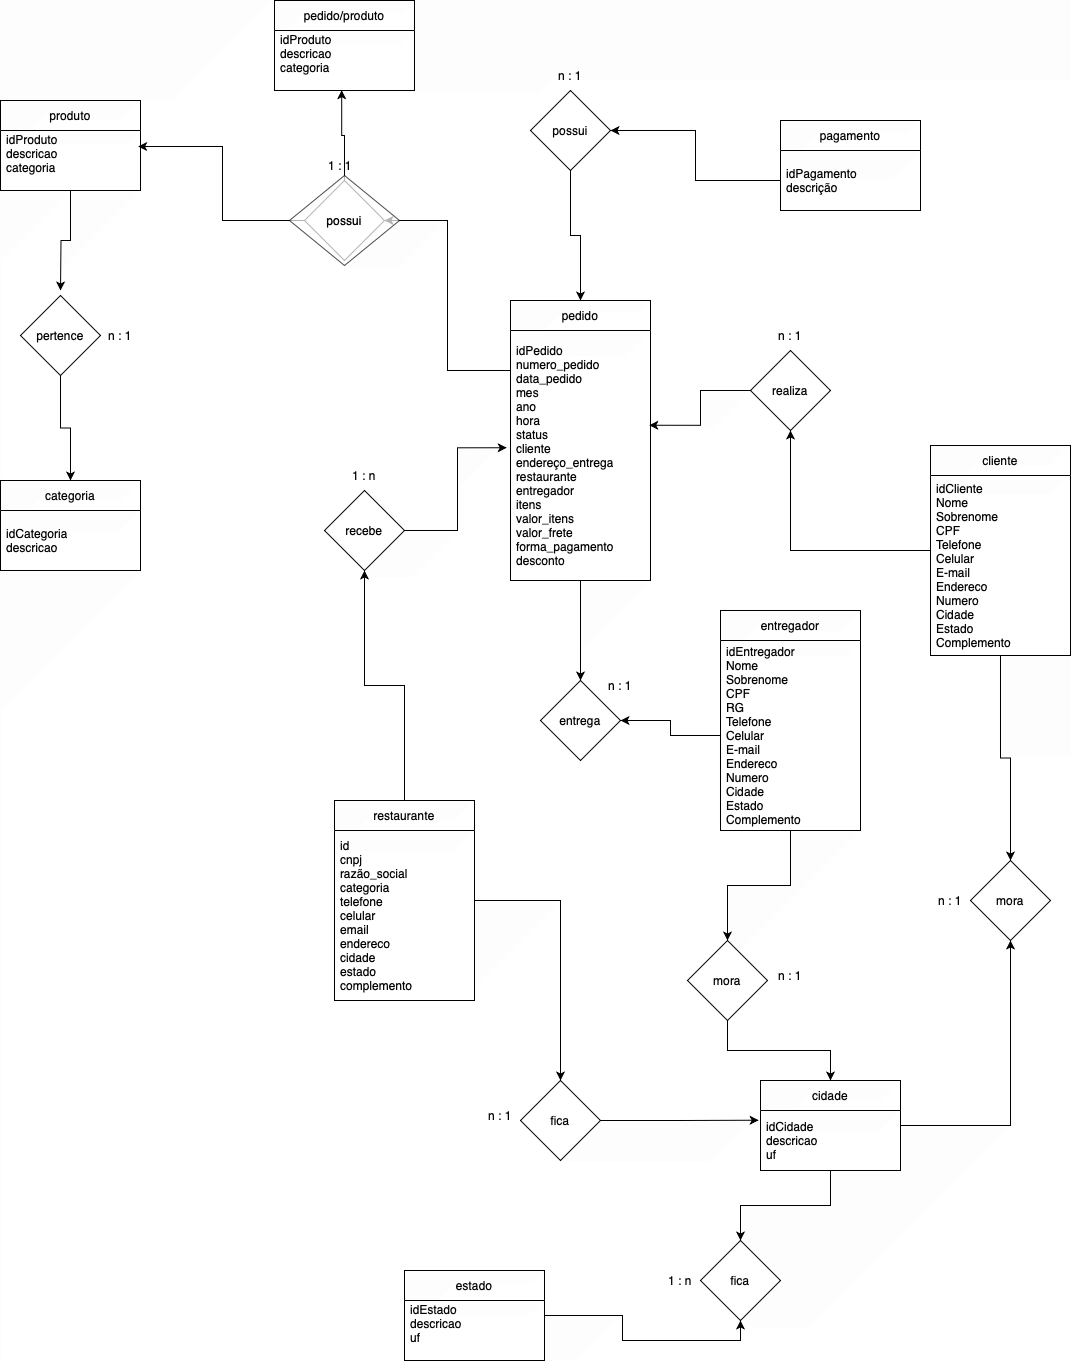 pedido/produto
idProduto
descricao
categoria
n : 1
possui
produto
idProduto
descricao
categoria
pagamento
idPagamento
descrição
1 : 1
possui
pertence
n : 1
pedido
idPedido
numero_pedido
data_pedido
mes
ano
hora
status
cliente
endereço_entrega
restaurante
entregador
itens
valor_itens
valor_frete
forma_pagamento
desconto
n : 1
realiza
cliente
idCliente
Nome
Sobrenome
CPF
Telefone
Celular
E-mail
Endereco
Numero
Cidade
Estado
Complemento
1 : n
recebe
categoria
idCategoria
descricao
entregador
idEntregador
Nome
Sobrenome
CPF
RG
Telefone
Celular
E-mail
Endereco
Numero
Cidade
Estado
Complemento
n : 1
entrega
restaurante
id
cnpj
razão_social
categoria
telefone
celular
email
endereco
cidade
estado
complemento
n : 1
mora
mora
n : 1
n : 1
fica
cidade
idCidade
descricao
uf
1 : n
fica
estado
idEstado
descricao
uf